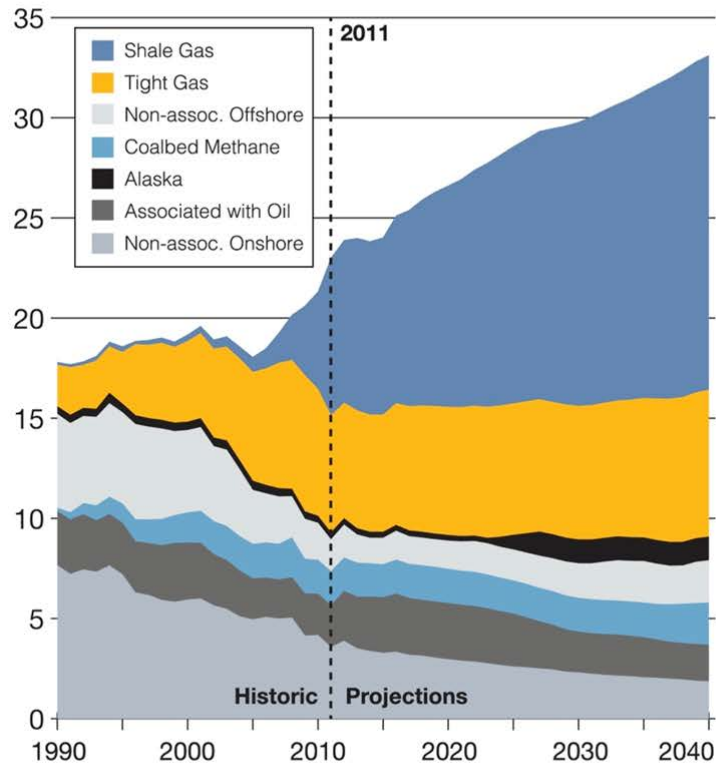 35
2011
Shale Gas
Tight Gas
Non-assoc. Offshore
Coalbed Methane
Alaska
Associated with Oil
Non-assoc. Onshore
30
25
20
15
10
5
0
Historic
Projections
1990
2000
2010
2020
2030
2040